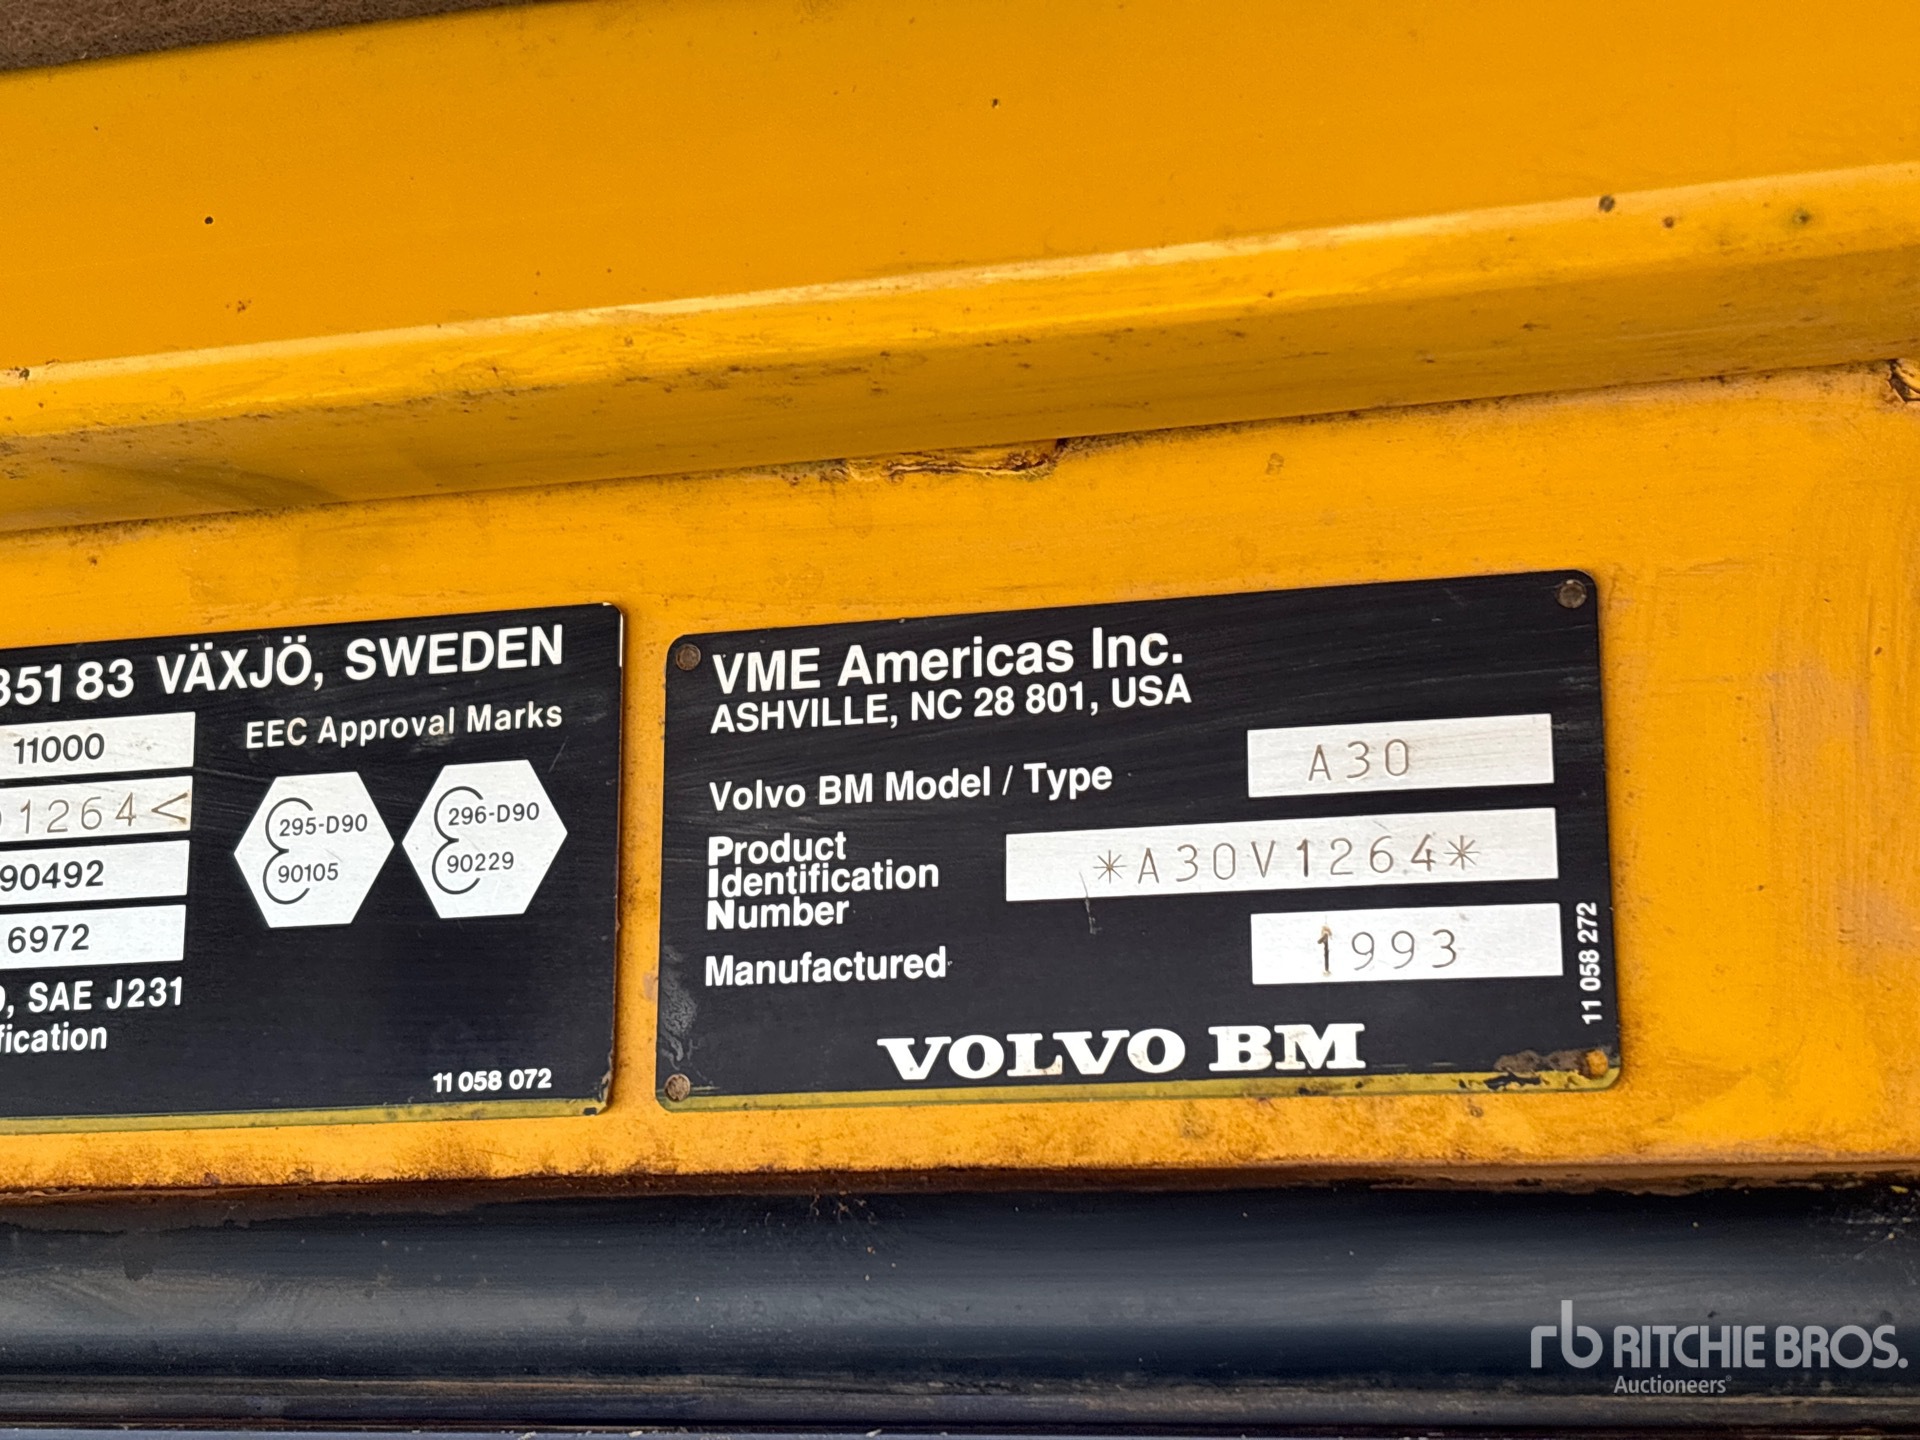 35183 VÄXJÖ, SWEDEN
EEC Approval Marks
11000
1264<
90492
6972
295-D90
90105
296-D90
90229
, SAE J231
fication
11 058 072
VME Americas Inc.
ASHVILLE, NC 28 801, USA
Volvo BM Model / Type A30
Product
Identification
Number
*A30V1264*
Manufactured 1993
11 058 272
VOLVO BM
rb RITCHIE BROS.
Auctioneers